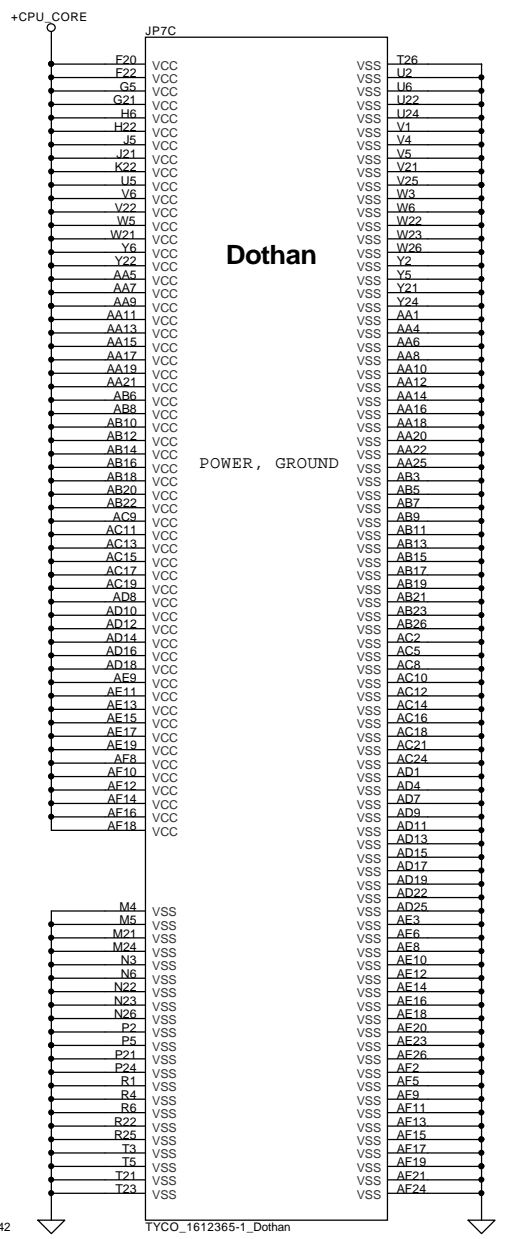 +CPU_CORE
JP7C
F20 VCC VSS T26
F22 VCC VSS U2
G5 VCC VSS U6
G21 VCC VSS U22
H6 VCC VSS U24
H22 VCC VSS V1
J5 VCC VSS V4
J21 VCC VSS V5
K22 VCC VSS V21
U5 VCC VSS V25
V6 VCC VSS W3
V22 VCC VSS W6
W5 VCC VSS W22
W21 VCC VSS W23
Y6 VCC Dothan VSS W26
Y22 VCC VSS Y2
AA5 VCC VSS Y5
AA7 VCC VSS Y21
AA9 VCC VSS Y24
AA11 VCC VSS AA1
AA13 VCC VSS AA4
AA15 VCC VSS AA6
AA17 VCC VSS AA8
AA19 VCC VSS AA10
AA21 VCC VSS AA12
AB6 VCC VSS AA14
AB8 VCC VSS AA16
AB10 VCC VSS AA18
AB12 VCC VSS AA20
AB14 VCC VSS AA22
AB16 VCC POWER, GROUND VSS AA25
AB18 VCC VSS AB3
AB20 VCC VSS AB5
AB22 VCC VSS AB7
AC9 VCC VSS AB9
AC11 VCC VSS AB11
AC13 VCC VSS AB13
AC15 VCC VSS AB15
AC17 VCC VSS AB17
AC19 VCC VSS AB19
AD8 VCC VSS AB21
AD10 VCC VSS AB23
AD12 VCC VSS AB26
AD14 VCC VSS AC2
AD16 VCC VSS AC5
AD18 VCC VSS AC8
AE9 VCC VSS AC10
AE11 VCC VSS AC12
AE13 VCC VSS AC14
AE15 VCC VSS AC16
AE17 VCC VSS AC18
AE19 VCC VSS AC21
AF8 VCC VSS AC24
AF10 VCC VSS AD1
AF12 VCC VSS AD4
AF14 VCC VSS AD7
AF16 VCC VSS AD9
AF18 VCC VSS AD11
VSS AD13
VSS AD15
VSS AD17
VSS AD19
VSS AD22
M4 VSS VSS AD25
M5 VSS VSS AE3
M21 VSS VSS AE6
M24 VSS VSS AE8
N3 VSS VSS AE10
N6 VSS VSS AE12
N22 VSS VSS AE14
N23 VSS VSS AE16
N26 VSS VSS AE18
P2 VSS VSS AE20
P5 VSS VSS AE23
P21 VSS VSS AE26
P24 VSS VSS AF2
R1 VSS VSS AF5
R4 VSS VSS AF9
R6 VSS VSS AF11
R22 VSS VSS AF13
R25 VSS VSS AF15
T3 VSS VSS AF17
T5 VSS VSS AF19
T21 VSS VSS AF21
T23 VSS VSS AF24
42
TYCO_1612365-1_Dothan